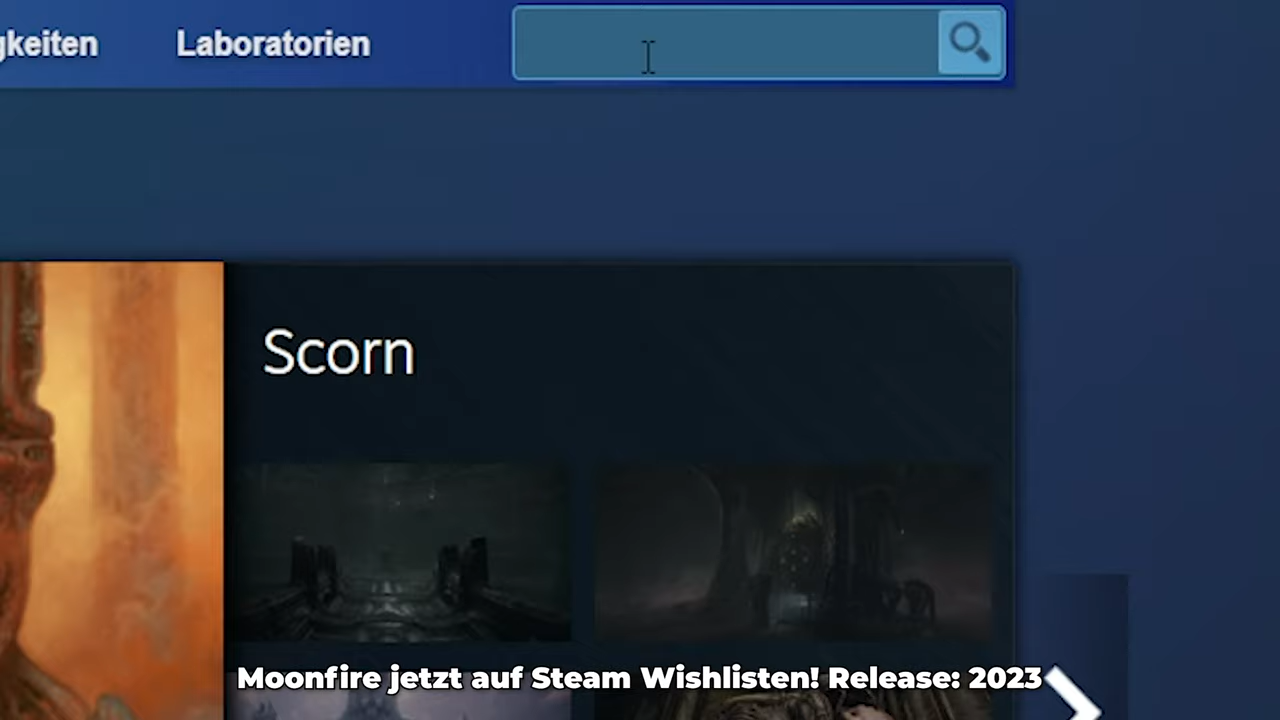 gkeiten Laboratorien
Scorn
Moonfire jetzt auf Steam Wishlisten! Release: 2023